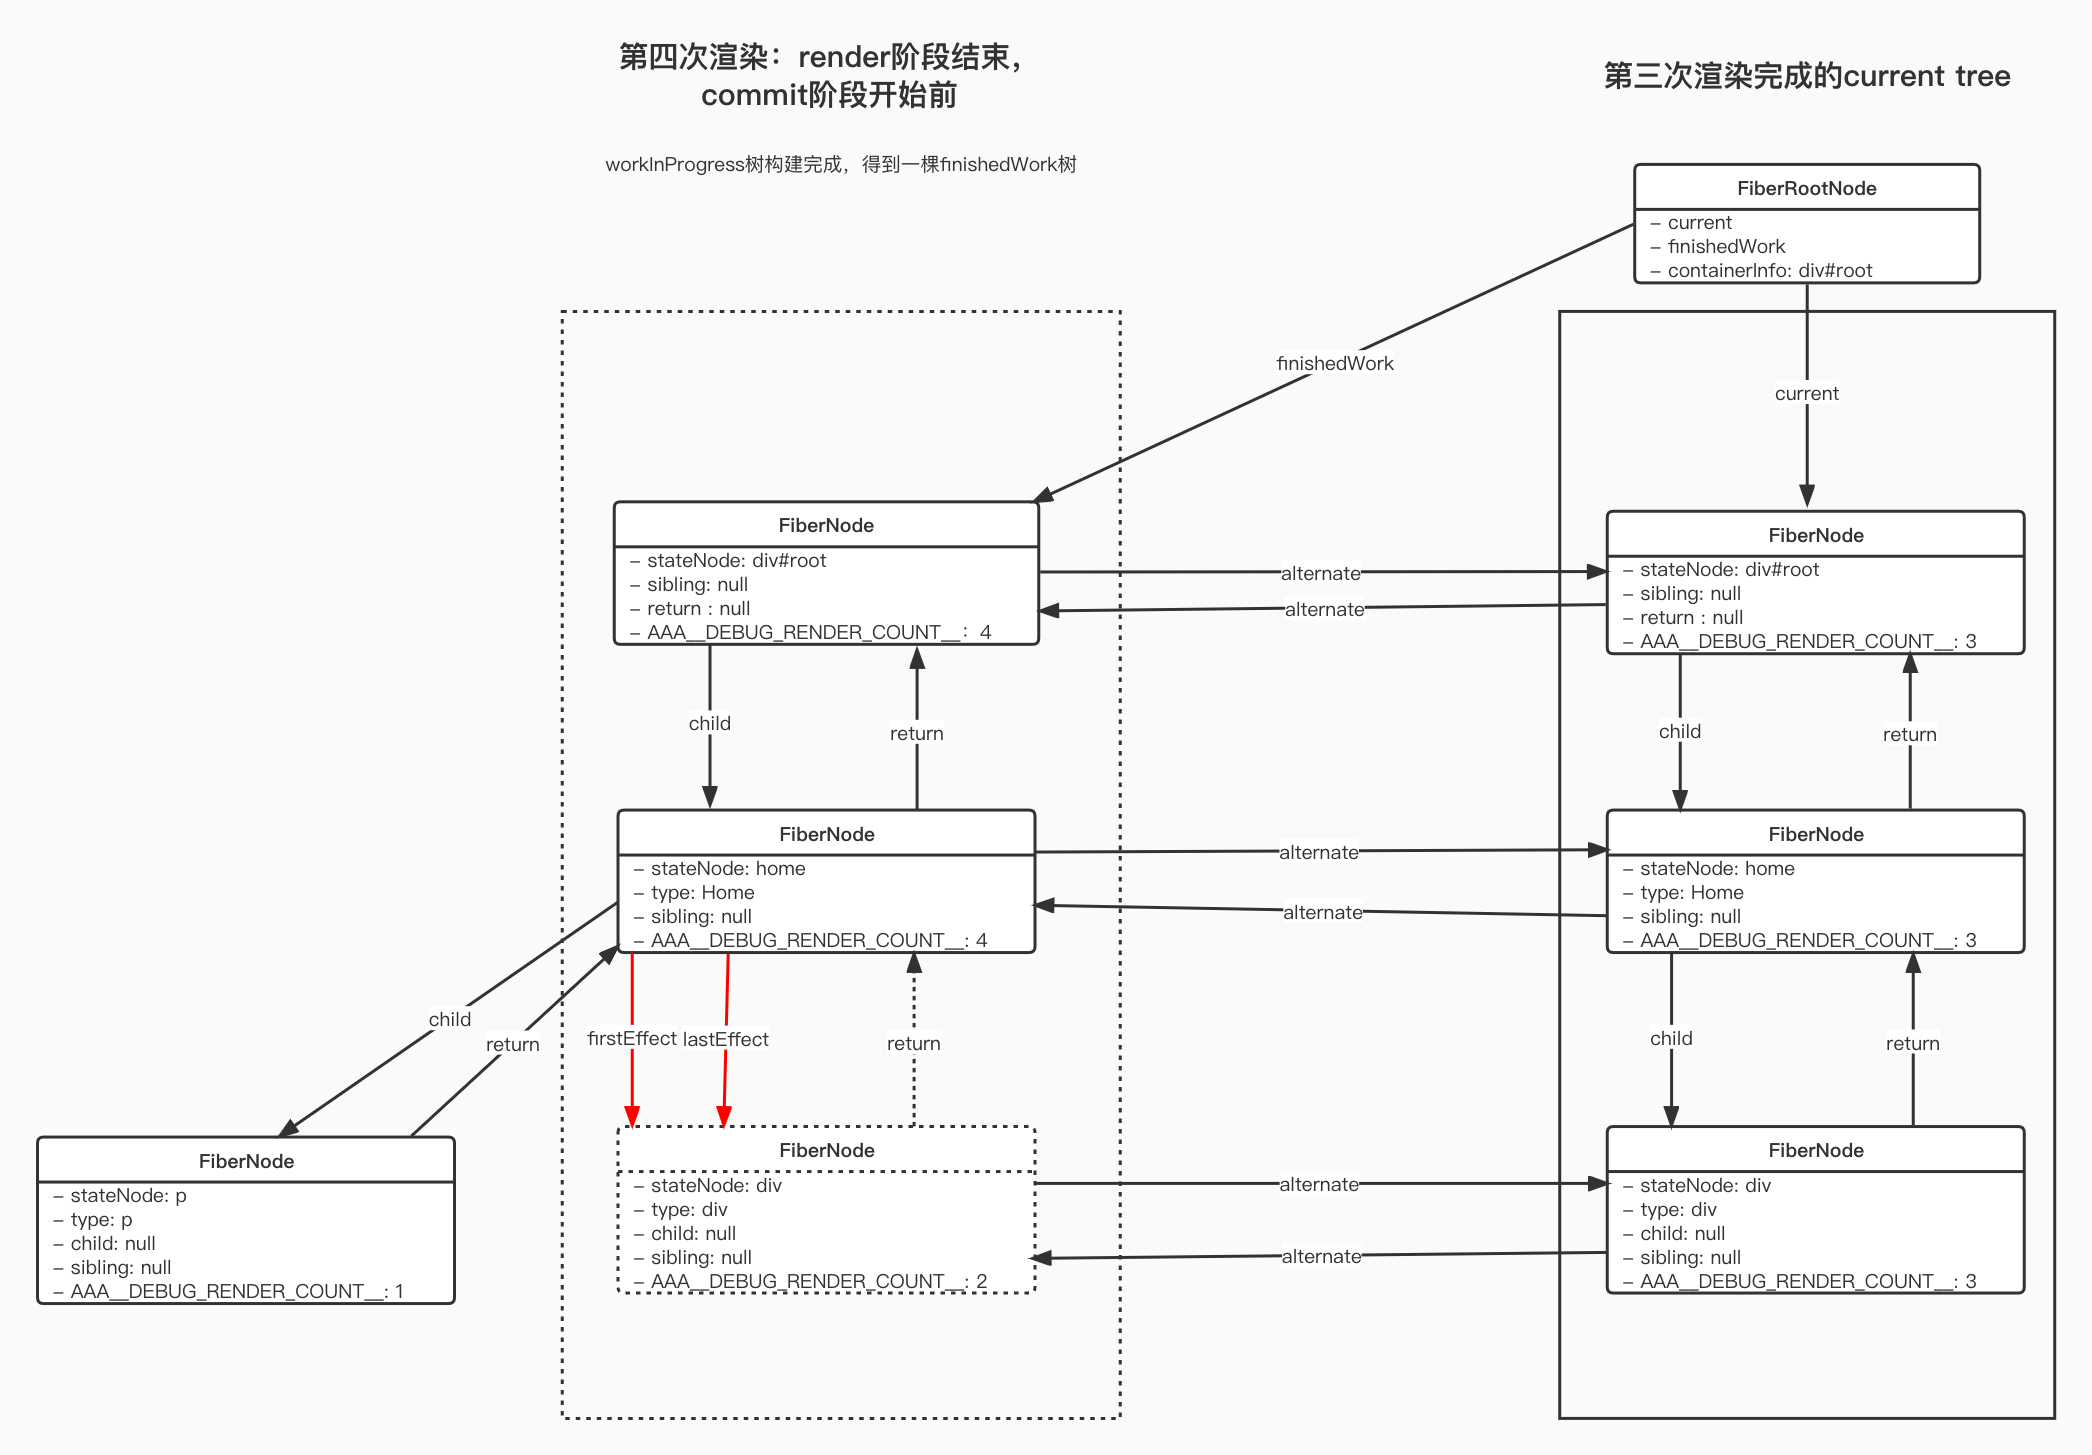 第四次渲染：render阶段结束，
commit阶段开始前
第三次渲染完成的current tree
workInProgress树构建完成，得到一棵finishedWork树
FiberRootNode
– current
– finishedWork
– containerInfo: div#root
finishedWork
current
FiberNode
– stateNode: div#root
– sibling: null
– return : null
– AAA__DEBUG_RENDER_COUNT__： 4
alternate
alternate
FiberNode
– stateNode: div#root
– sibling: null
– return : null
– AAA__DEBUG_RENDER_COUNT__: 3
child
return
child
return
FiberNode
– stateNode: home
– type: Home
– sibling: null
– AAA__DEBUG_RENDER_COUNT__: 4
alternate
alternate
FiberNode
– stateNode: home
– type: Home
– sibling: null
– AAA__DEBUG_RENDER_COUNT__: 3
child
return
firstEffect
lastEffect
return
child
return
FiberNode
– stateNode: p
– type: p
– child: null
– sibling: null
– AAA__DEBUG_RENDER_COUNT__: 1
FiberNode
– stateNode: div
– type: div
– child: null
– sibling: null
– AAA__DEBUG_RENDER_COUNT__: 2
alternate
alternate
FiberNode
– stateNode: div
– type: div
– child: null
– sibling: null
– AAA__DEBUG_RENDER_COUNT__: 3